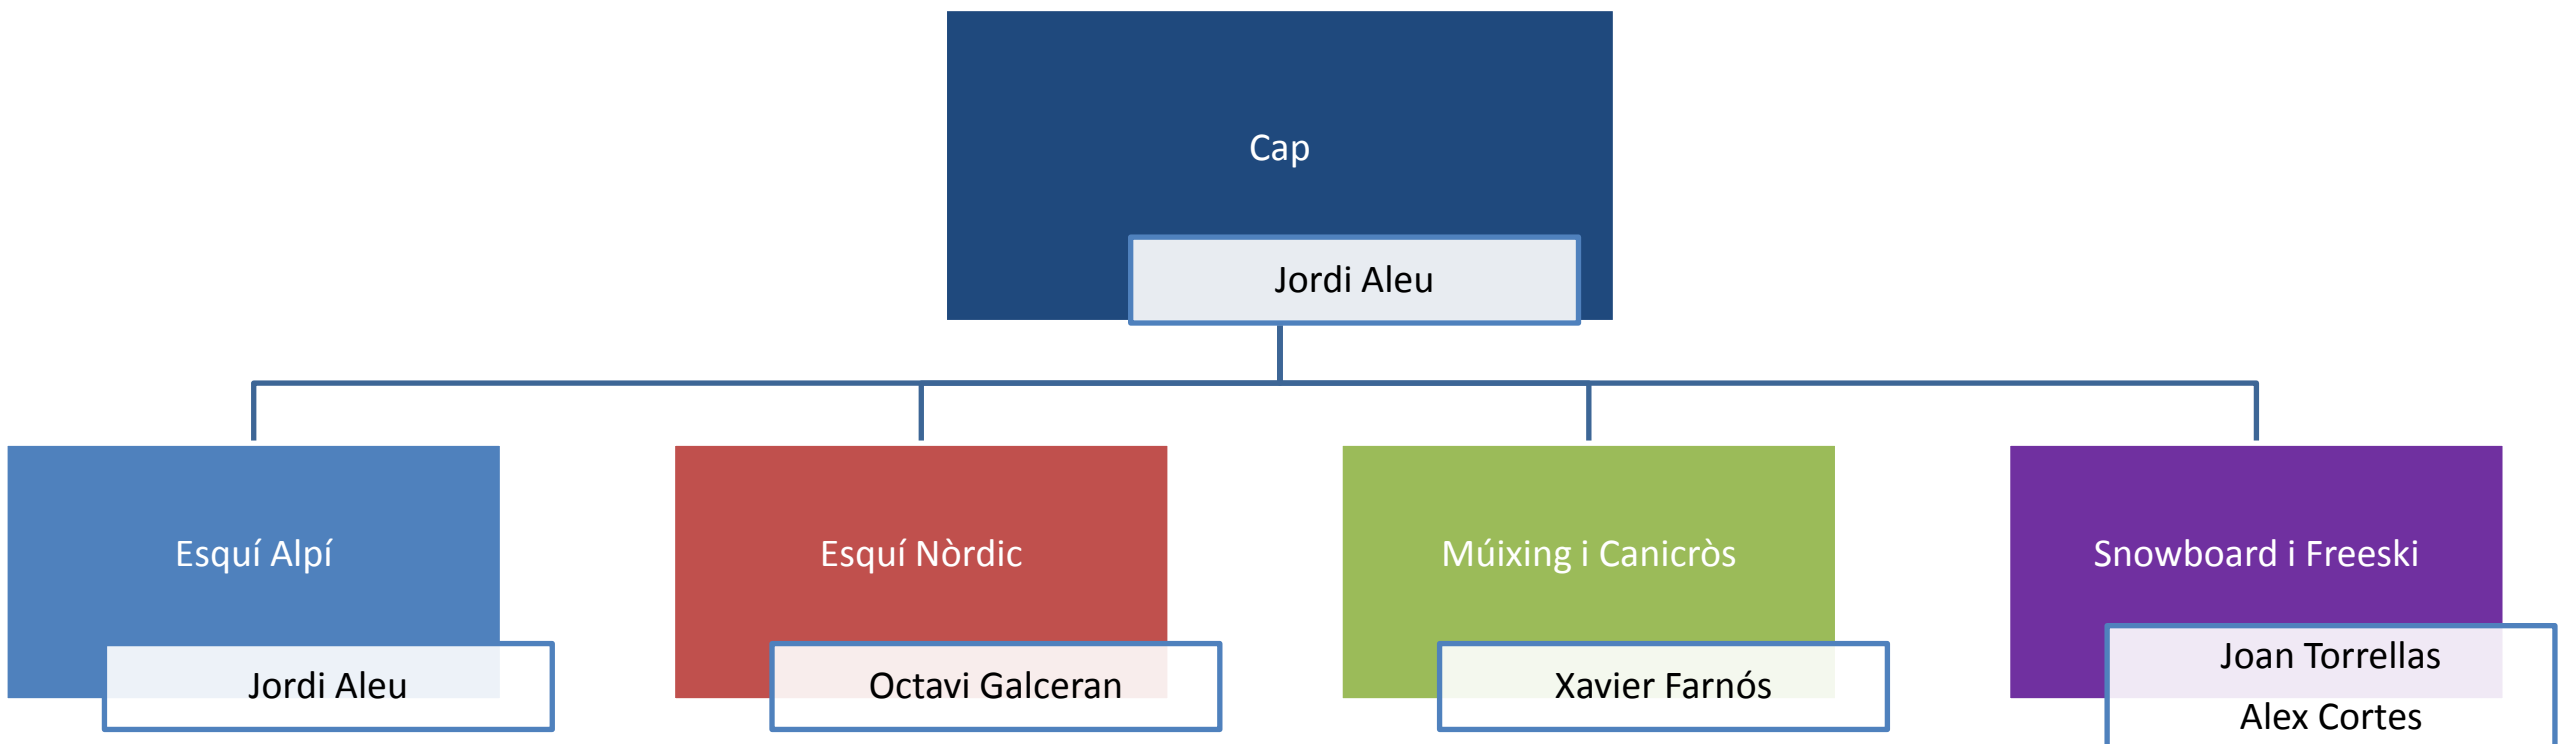 Cap
Jordi Aleu
Esquí Alpí
Jordi Aleu
Esquí Nòrdic
Octavi Galceran
Múixing i Canicròs
Xavier Farnós
Snowboard i Freeski
Joan Torrellas
Alex Cortes